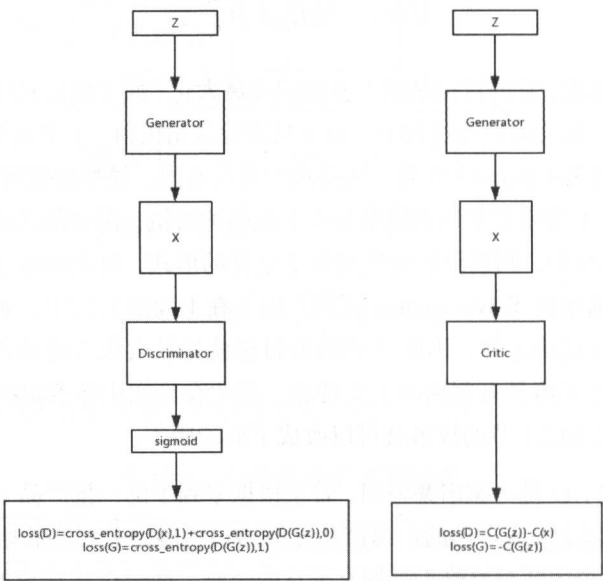 Z
Generator
X
Discriminator
sigmoid
loss(D)=cross_entropy(D(x),1)+cross_entropy(D(G(z)),0)
loss(G)=cross_entropy(D(G(z)),1)
Z
Generator
X
Critic
loss(D)=C(G(z))-C(x)
loss(G)=-C(G(z))